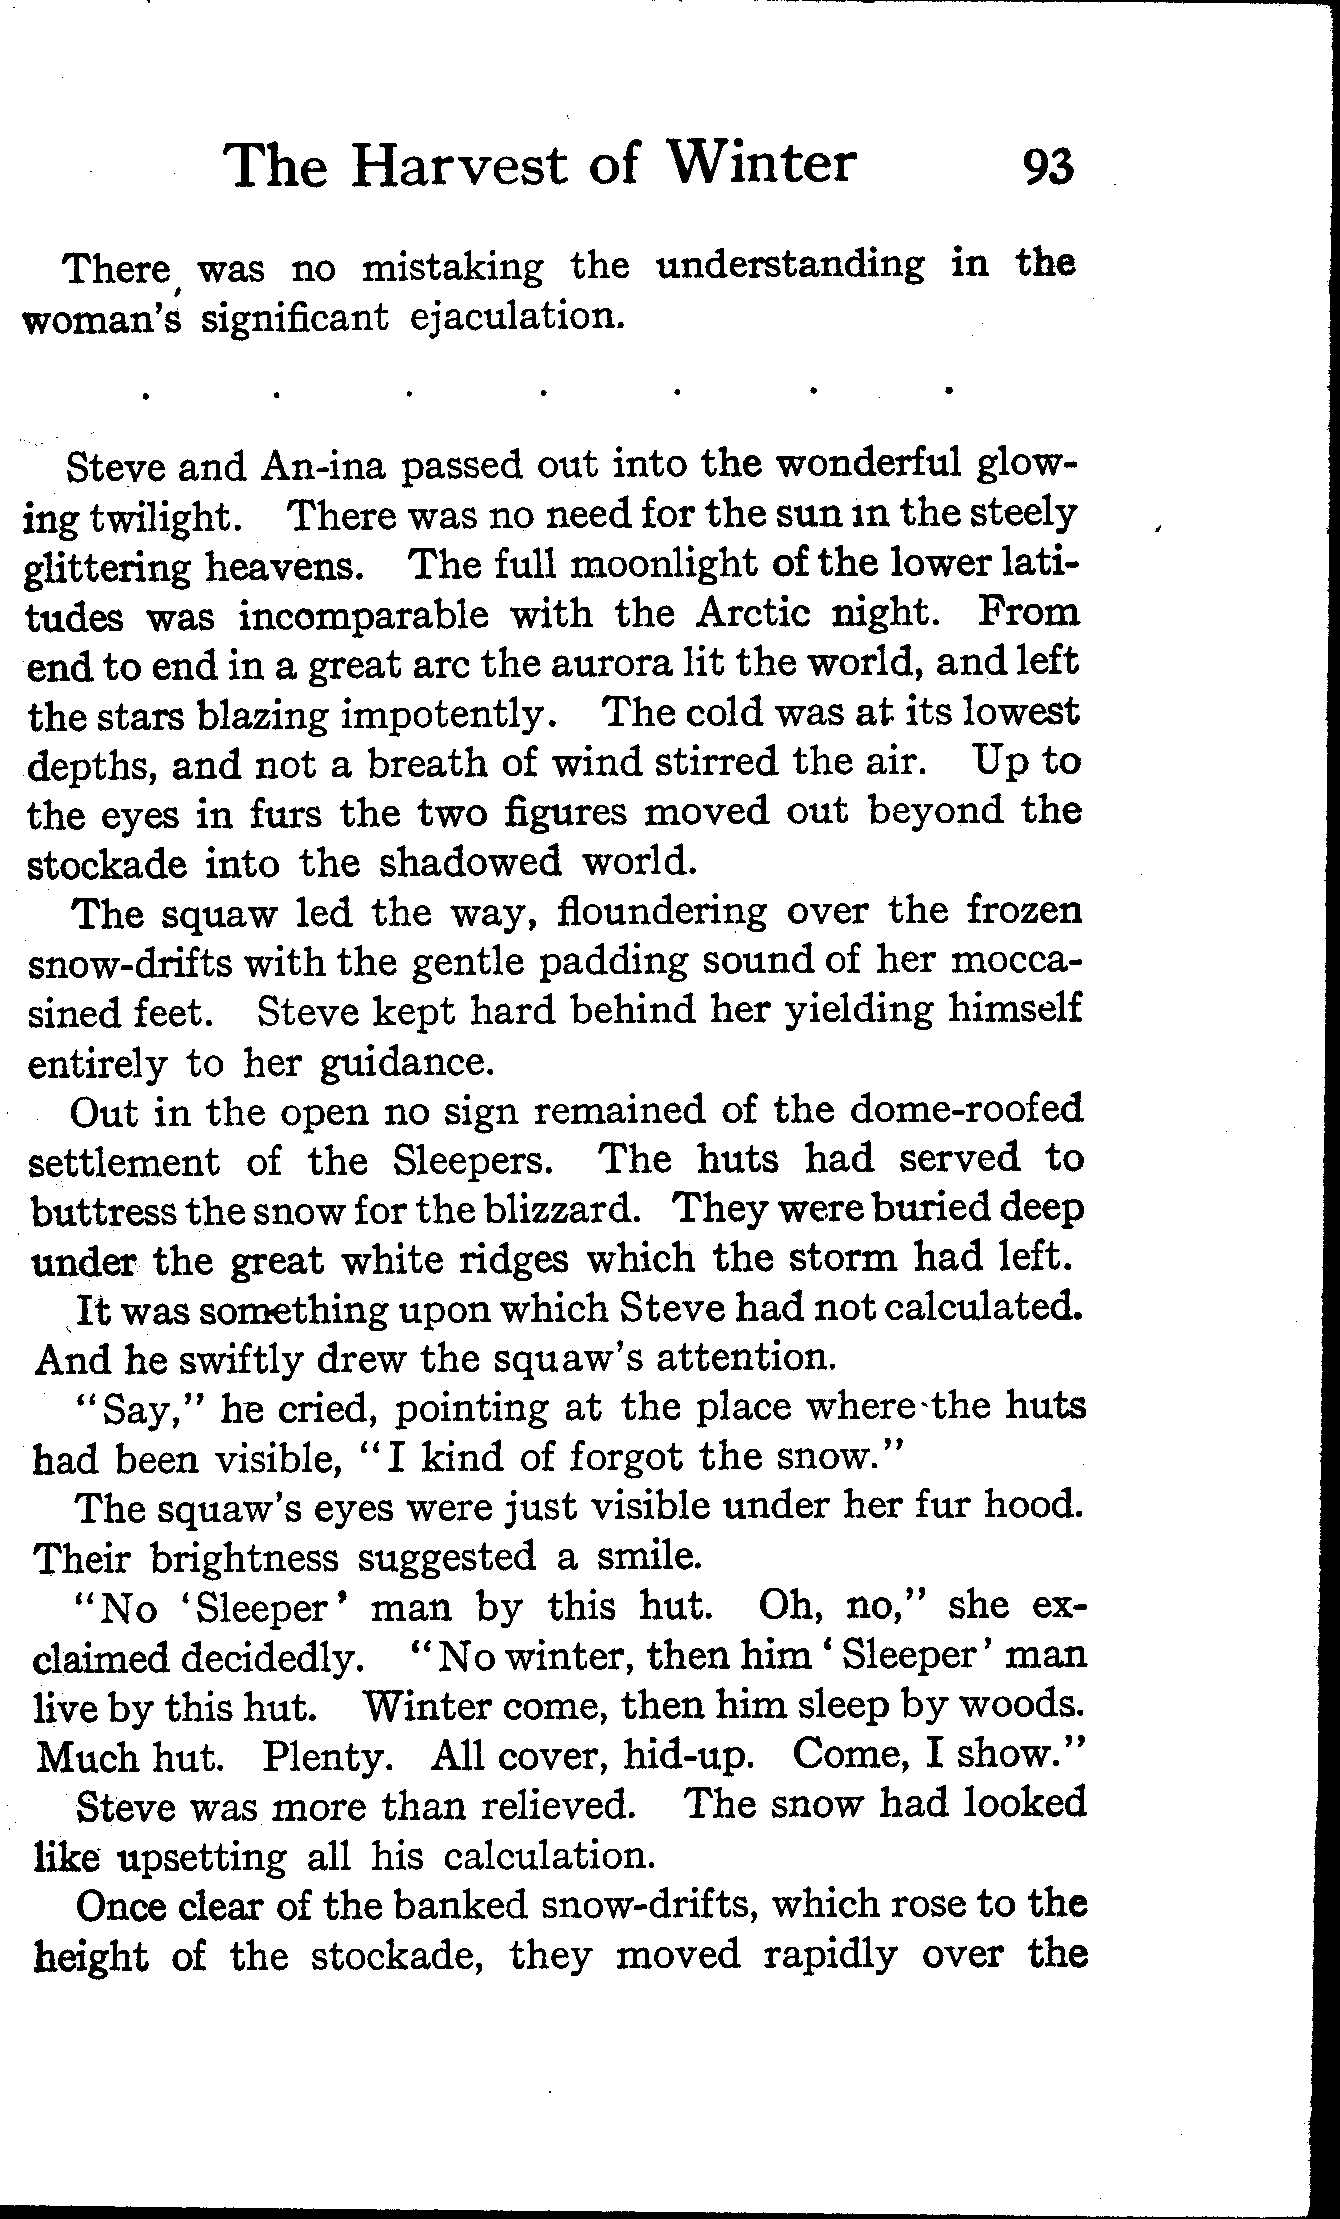 The Harvest of Winter 93
There was no mistaking the understanding in the
woman's significant ejaculation.
. . . . . . .
Steve and An-ina passed out into the wonderful glow-
ing twilight. There was no need for the sun in the steely
glittering heavens. The full moonlight of the lower lati-
tudes was incomparable with the Arctic night. From
end to end in a great arc the aurora lit the world, and left
the stars blazing impotently. The cold was at its lowest
depths, and not a breath of wind stirred the air. Up to
the eyes in furs the two figures moved out beyond the
stockade into the shadowed world.
The squaw led the way, floundering over the frozen
snow-drifts with the gentle padding sound of her mocca-
sined feet. Steve kept hard behind her yielding himself
entirely to her guidance.
Out in the open no sign remained of the dome-roofed
settlement of the Sleepers. The huts had served to
buttress the snow for the blizzard. They were buried deep
under the great white ridges which the storm had left.
It was something upon which Steve had not calculated.
And he swiftly drew the squaw's attention.
"Say," he cried, pointing at the place where the huts
had been visible, "I kind of forgot the snow."
The squaw's eyes were just visible under her fur hood.
Their brightness suggested a smile.
"No 'Sleeper' man by this hut. Oh, no," she ex-
claimed decidedly. "No winter, then him 'Sleeper' man
live by this hut. Winter come, then him sleep by woods.
Much hut. Plenty. All cover, hid-up. Come, I show."
Steve was more than relieved. The snow had looked
like upsetting all his calculation.
Once clear of the banked snow-drifts, which rose to the
height of the stockade, they moved rapidly over the